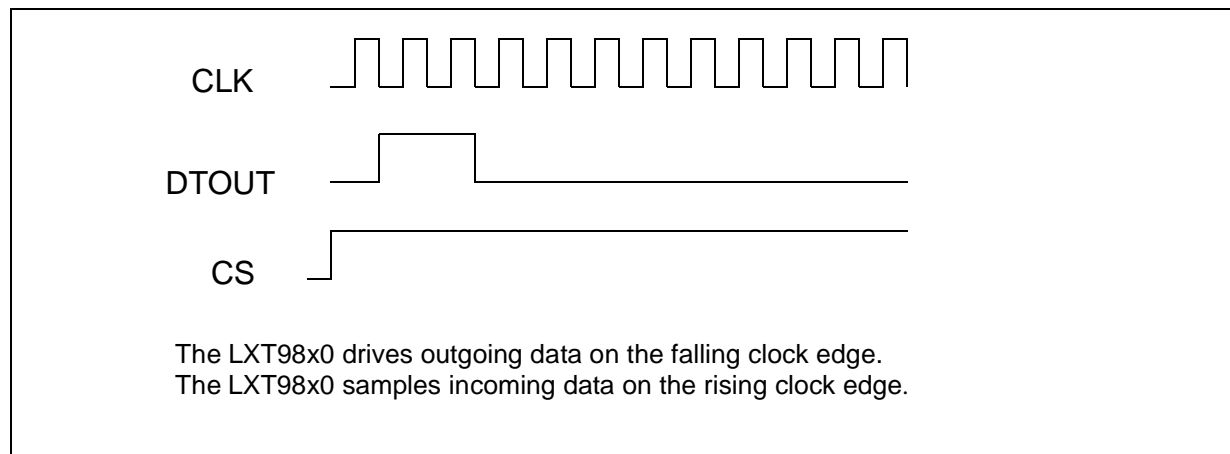 CLK
DTOUT
CS
The LXT98x0 drives outgoing data on the falling clock edge.
The LXT98x0 samples incoming data on the rising clock edge.